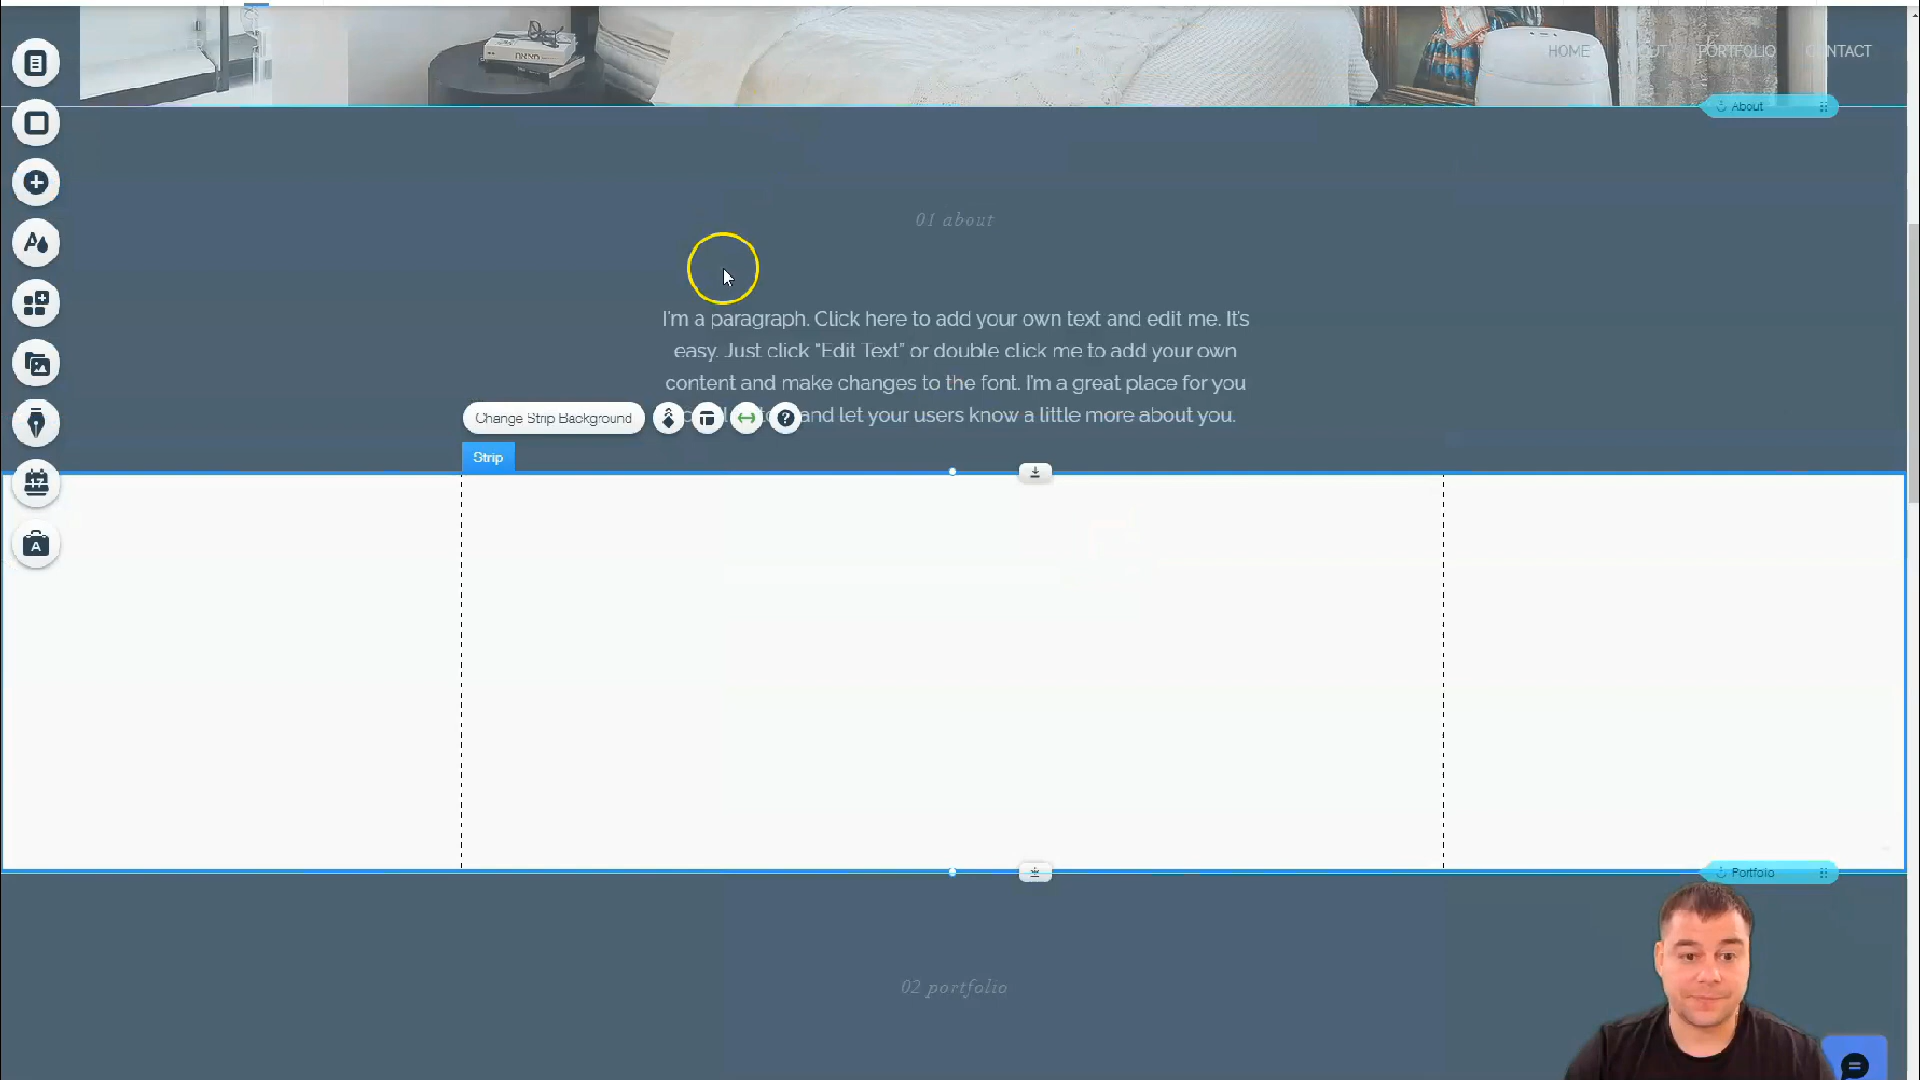 HOME
PORTFOLIO
CONTACT
About
01 about
I'm a paragraph. Click here to add your own text and edit me. It's
easy. Just click "Edit Text" or double click me to add your own
content and make changes to the font. I'm a great place for you
and let your users know a little more about you.
Change Strip Background
?
Strip
17
A
Portfolio
02 portfolio